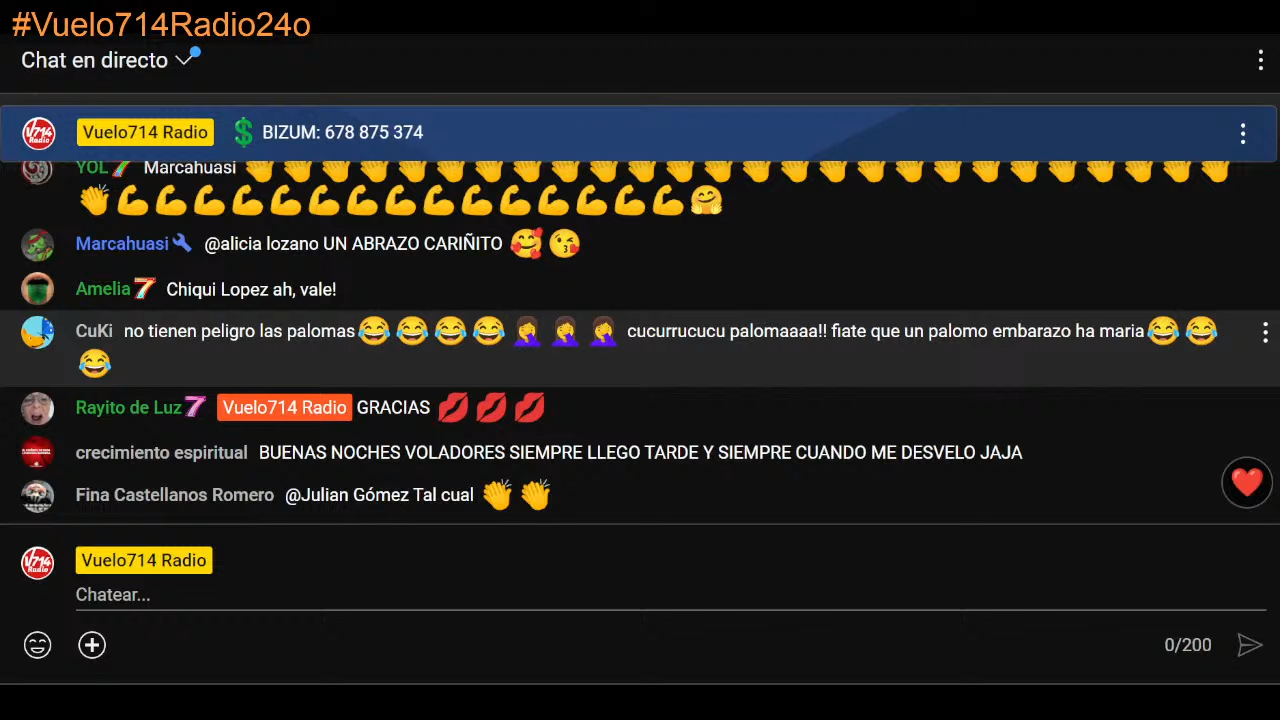 #Vuelo714Radio24o
Chat en directo
Vuelo714 Radio 💲 BIZUM: 678 875 374
YOL7 Marcahuasi 👏👏👏👏👏👏👏👏👏👏👏👏👏👏👏👏👏👏👏👏👏👏👏👏👏👏
👏💪💪💪💪💪💪💪💪💪💪💪💪💪💪💪🤗
Marcahuasi @alicia lozano UN ABRAZO CARIÑITO 🥰😘
Amelia7 Chiqui Lopez ah, vale!
CuKi no tienen peligro las palomas😂😂😂😂🤦‍♀️🤦‍♀️🤦‍♀️ cucurrucucu palomaaaa!! fiate que un palomo embarazo ha maria😂😂
😂
Rayito de Luz7 Vuelo714 Radio GRACIAS 💋💋💋
crecimiento espiritual BUENAS NOCHES VOLADORES SIEMPRE LLEGO TARDE Y SIEMPRE CUANDO ME DESVELO JAJA
Fina Castellanos Romero @Julian Gómez Tal cual 👏👏
Vuelo714 Radio
Chatear...
0/200